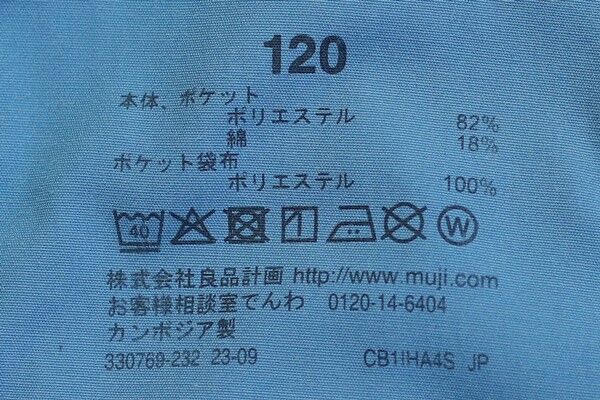 120
本体、ポケット
ポリエステル 82%
綿 18%
ポケット袋布
ポリエステル 100%
40 W
株式会社良品計画 http://www.muji.com
お客様相談室でんわ 0120-14-6404
カンボジア製
330769-232 23-09 CB1IHA4S JP